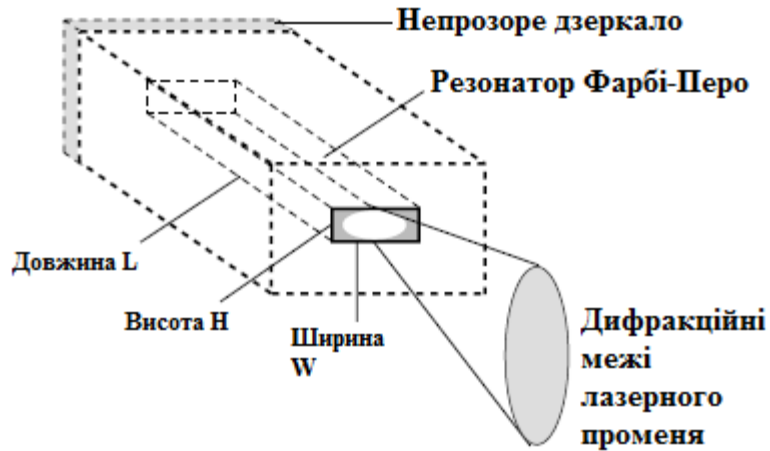 Непрозоре дзеркало
Резонатор Фарбі-Перо
Довжина L
Висота H
Ширина
W
Дифракційні
межі
лазерного
променя